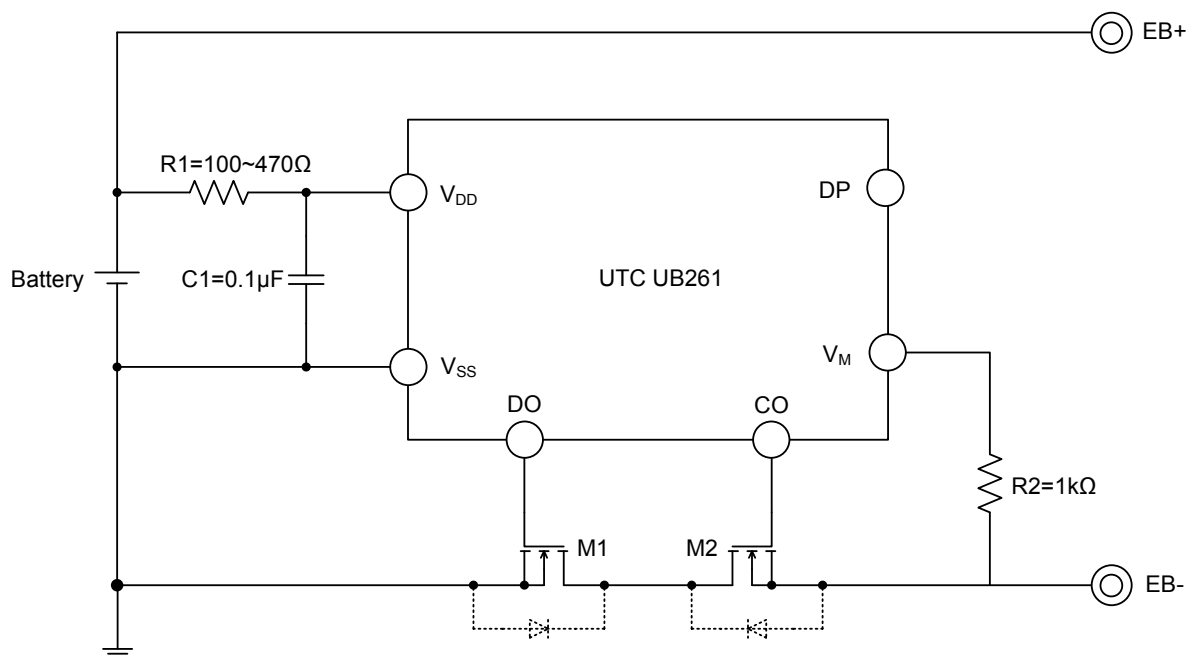 EB+
R1=100~470Ω
VDD
DP
Battery
C1=0.1µF
UTC UB261
VSS
VM
DO
CO
R2=1kΩ
M1
M2
EB-